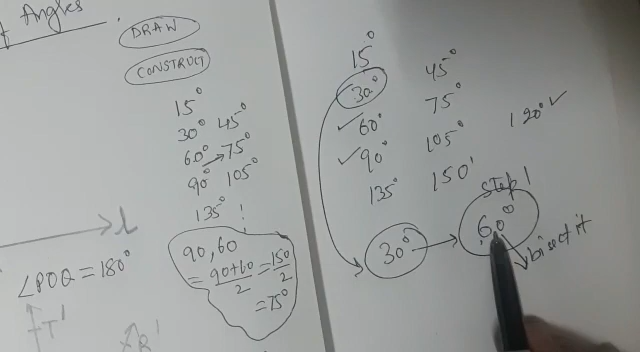 f Angles.
DRAW
CONSTRUCT
15°
30° 45°
60° → 75°
90° 105°
135° !
l
∠POQ = 180°
T'
R'
90, 60
= 90+60/2 = 150/2
= 75°
15°
30° 45°
✓ 60° 75°
✓ 90° 105° 120° ✓
135° 150'
Step 1
30° → 60°
bisect it